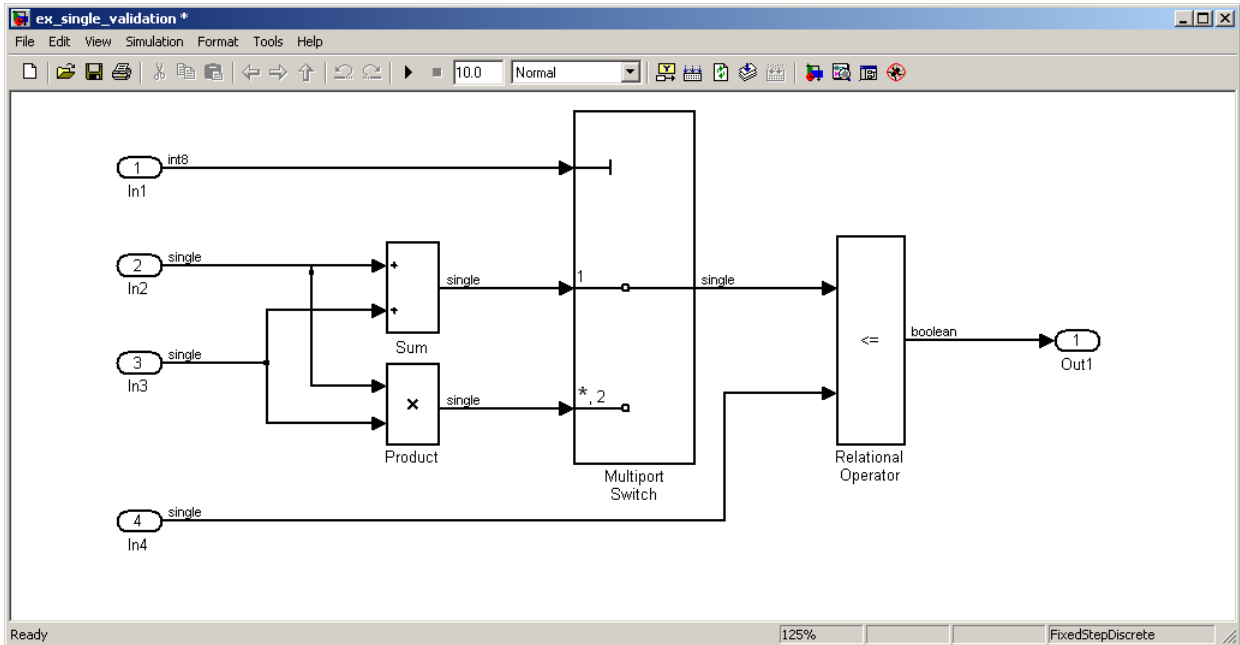 ex_single_validation *
File Edit View Simulation Format Tools Help
10.0 Normal
1 int8
In1
2 single
In2
+ single 1 single
+
Sum
3 single
In3
<= boolean 1
Out1
× single *, 2
Product
Multiport
Switch
Relational
Operator
4 single
In4
Ready 125% FixedStepDiscrete